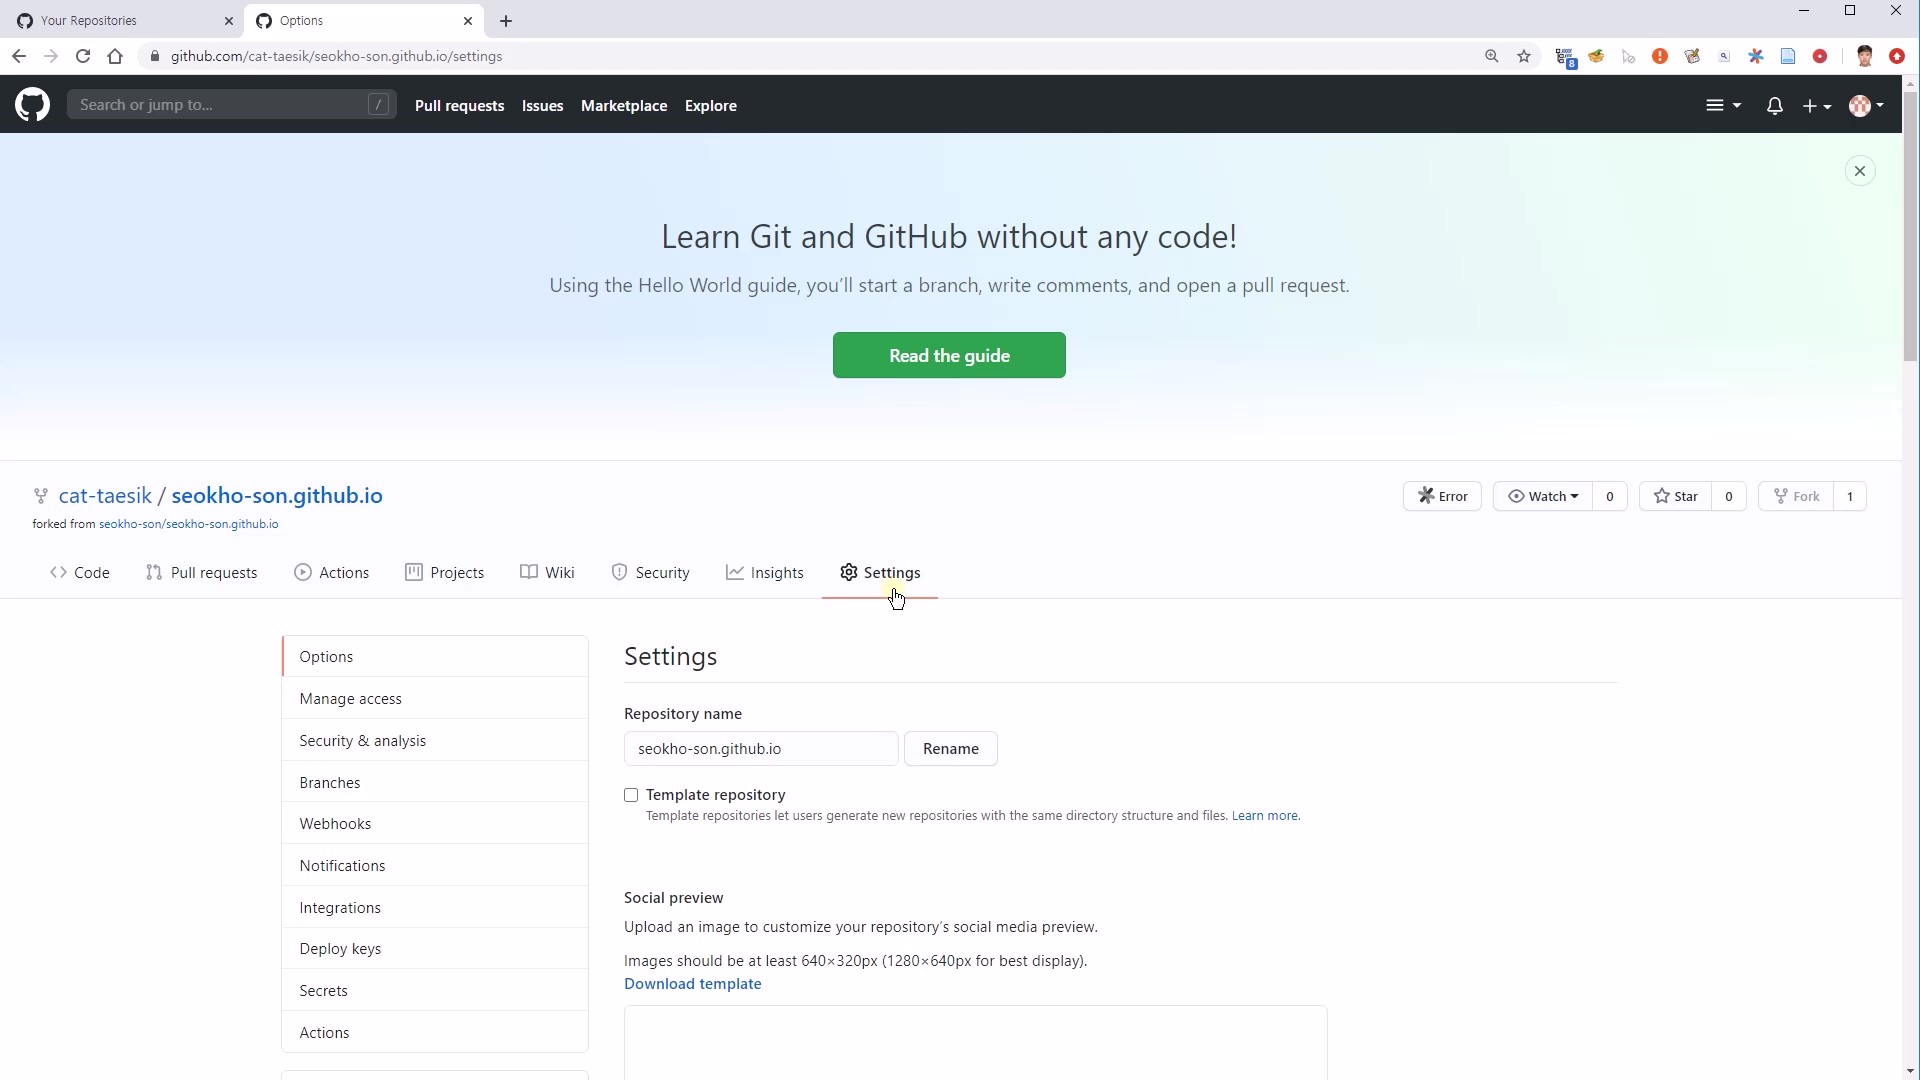 Your Repositories
Options
github.com/cat-taesik/seokho-son.github.io/settings
8
Search or jump to...
/
Pull requests
Issues
Marketplace
Explore
Learn Git and GitHub without any code!
Using the Hello World guide, you’ll start a branch, write comments, and open a pull request.
Read the guide
cat-taesik / seokho-son.github.io
Error
Watch
0
Star
0
Fork
1
forked from seokho-son/seokho-son.github.io
Code
Pull requests
Actions
Projects
Wiki
Security
Insights
Settings
Options
Manage access
Security & analysis
Branches
Webhooks
Notifications
Integrations
Deploy keys
Secrets
Actions
Settings
Repository name
seokho-son.github.io
Rename
Template repository
Template repositories let users generate new repositories with the same directory structure and files. Learn more.
Social preview
Upload an image to customize your repository’s social media preview.
Images should be at least 640×320px (1280×640px for best display).
Download template